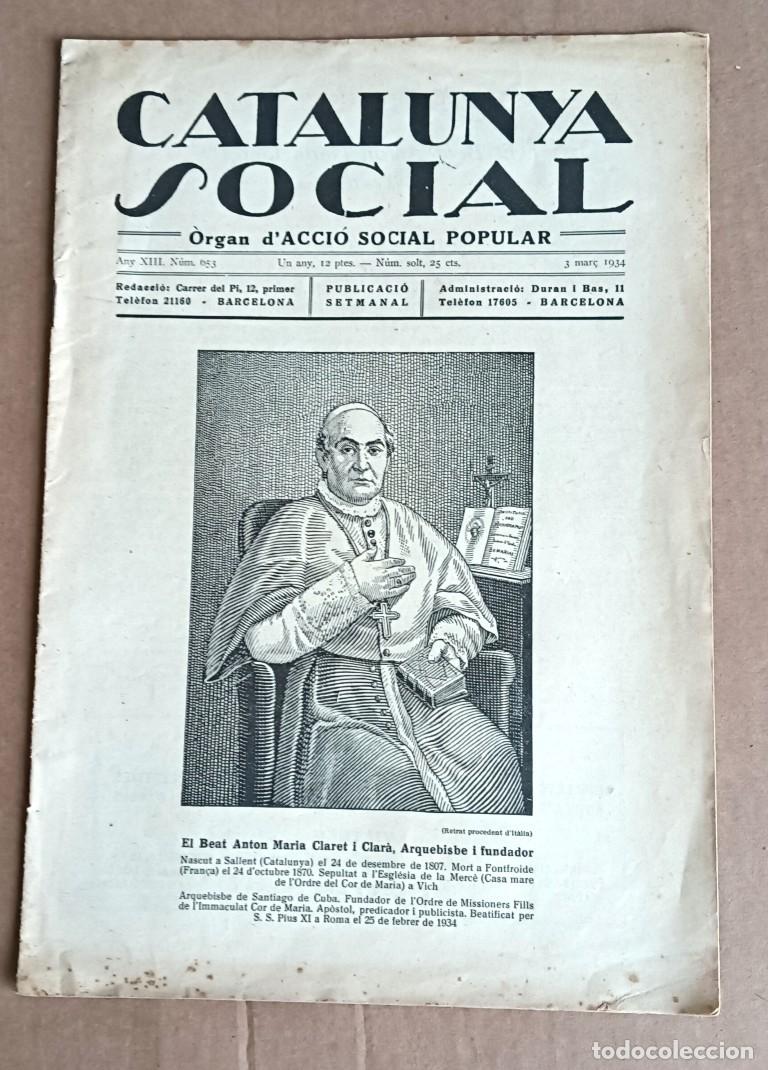 CATALUNYA
SOCIAL
Òrgan d'ACCIÓ SOCIAL POPULAR
Any XIII. Núm. 653 Un any, 12 ptes. — Núm. solt, 25 cts. 3 març 1934
Redacció: Carrer del Pi, 12, primer PUBLICACIÓ Administració: Duran i Bas, 11
Telèfon 21160 - BARCELONA SETMANAL Telèfon 17605 - BARCELONA
(Retrat procedent d'Itàlia)
El Beat Anton Maria Claret i Clarà, Arquebisbe i fundador
Nascut a Sallent (Catalunya) el 24 de desembre de 1807. Mort a Fontfroide
(França) el 24 d'octubre 1870. Sepultat a l'Església de la Mercè (Casa mare
de l'Ordre del Cor de Maria) a Vich
Arquebisbe de Santiago de Cuba. Fundador de l'Ordre de Missioners Fills
de l'Immaculat Cor de Maria. Apòstol, predicador i publicista. Beatificat per
S. S. Pius XI a Roma el 25 de febrer de 1934
todocoleccion